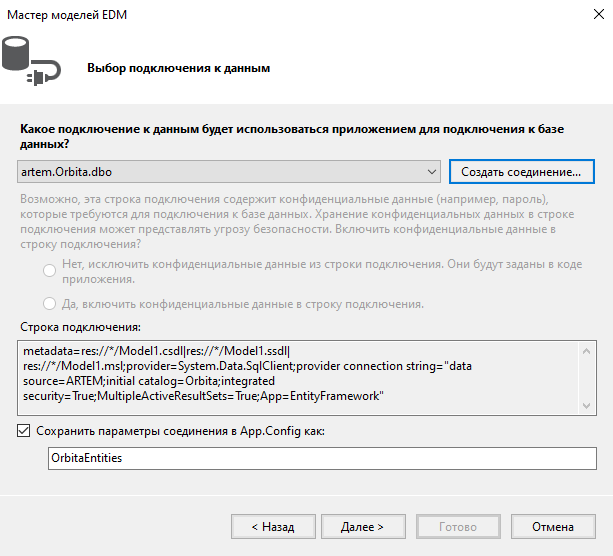 Мастер моделей EDM
Выбор подключения к данным
Какое подключение к данным будет использоваться приложением для подключения к базе
данных?
artem.Orbita.dbo
Создать соединение...
Возможно, эта строка подключения содержит конфиденциальные данные (например, пароль),
которые требуются для подключения к базе данных. Хранение конфиденциальных данных в строке
подключения может представлять угрозу безопасности. Включить конфиденциальные данные в
строку подключения?
Нет, исключить конфиденциальные данные из строки подключения. Они будут заданы в коде
приложения.
Да, включить конфиденциальные данные в строку подключения.
Строка подключения:
metadata=res://*/Model1.csdl|res://*/Model1.ssdl|
res://*/Model1.msl;provider=System.Data.SqlClient;provider connection string="data
source=ARTEM;initial catalog=Orbita;integrated
security=True;MultipleActiveResultSets=True;App=EntityFramework"
Сохранить параметры соединения в App.Config как:
OrbitaEntities
< Назад
Далее >
Готово
Отмена